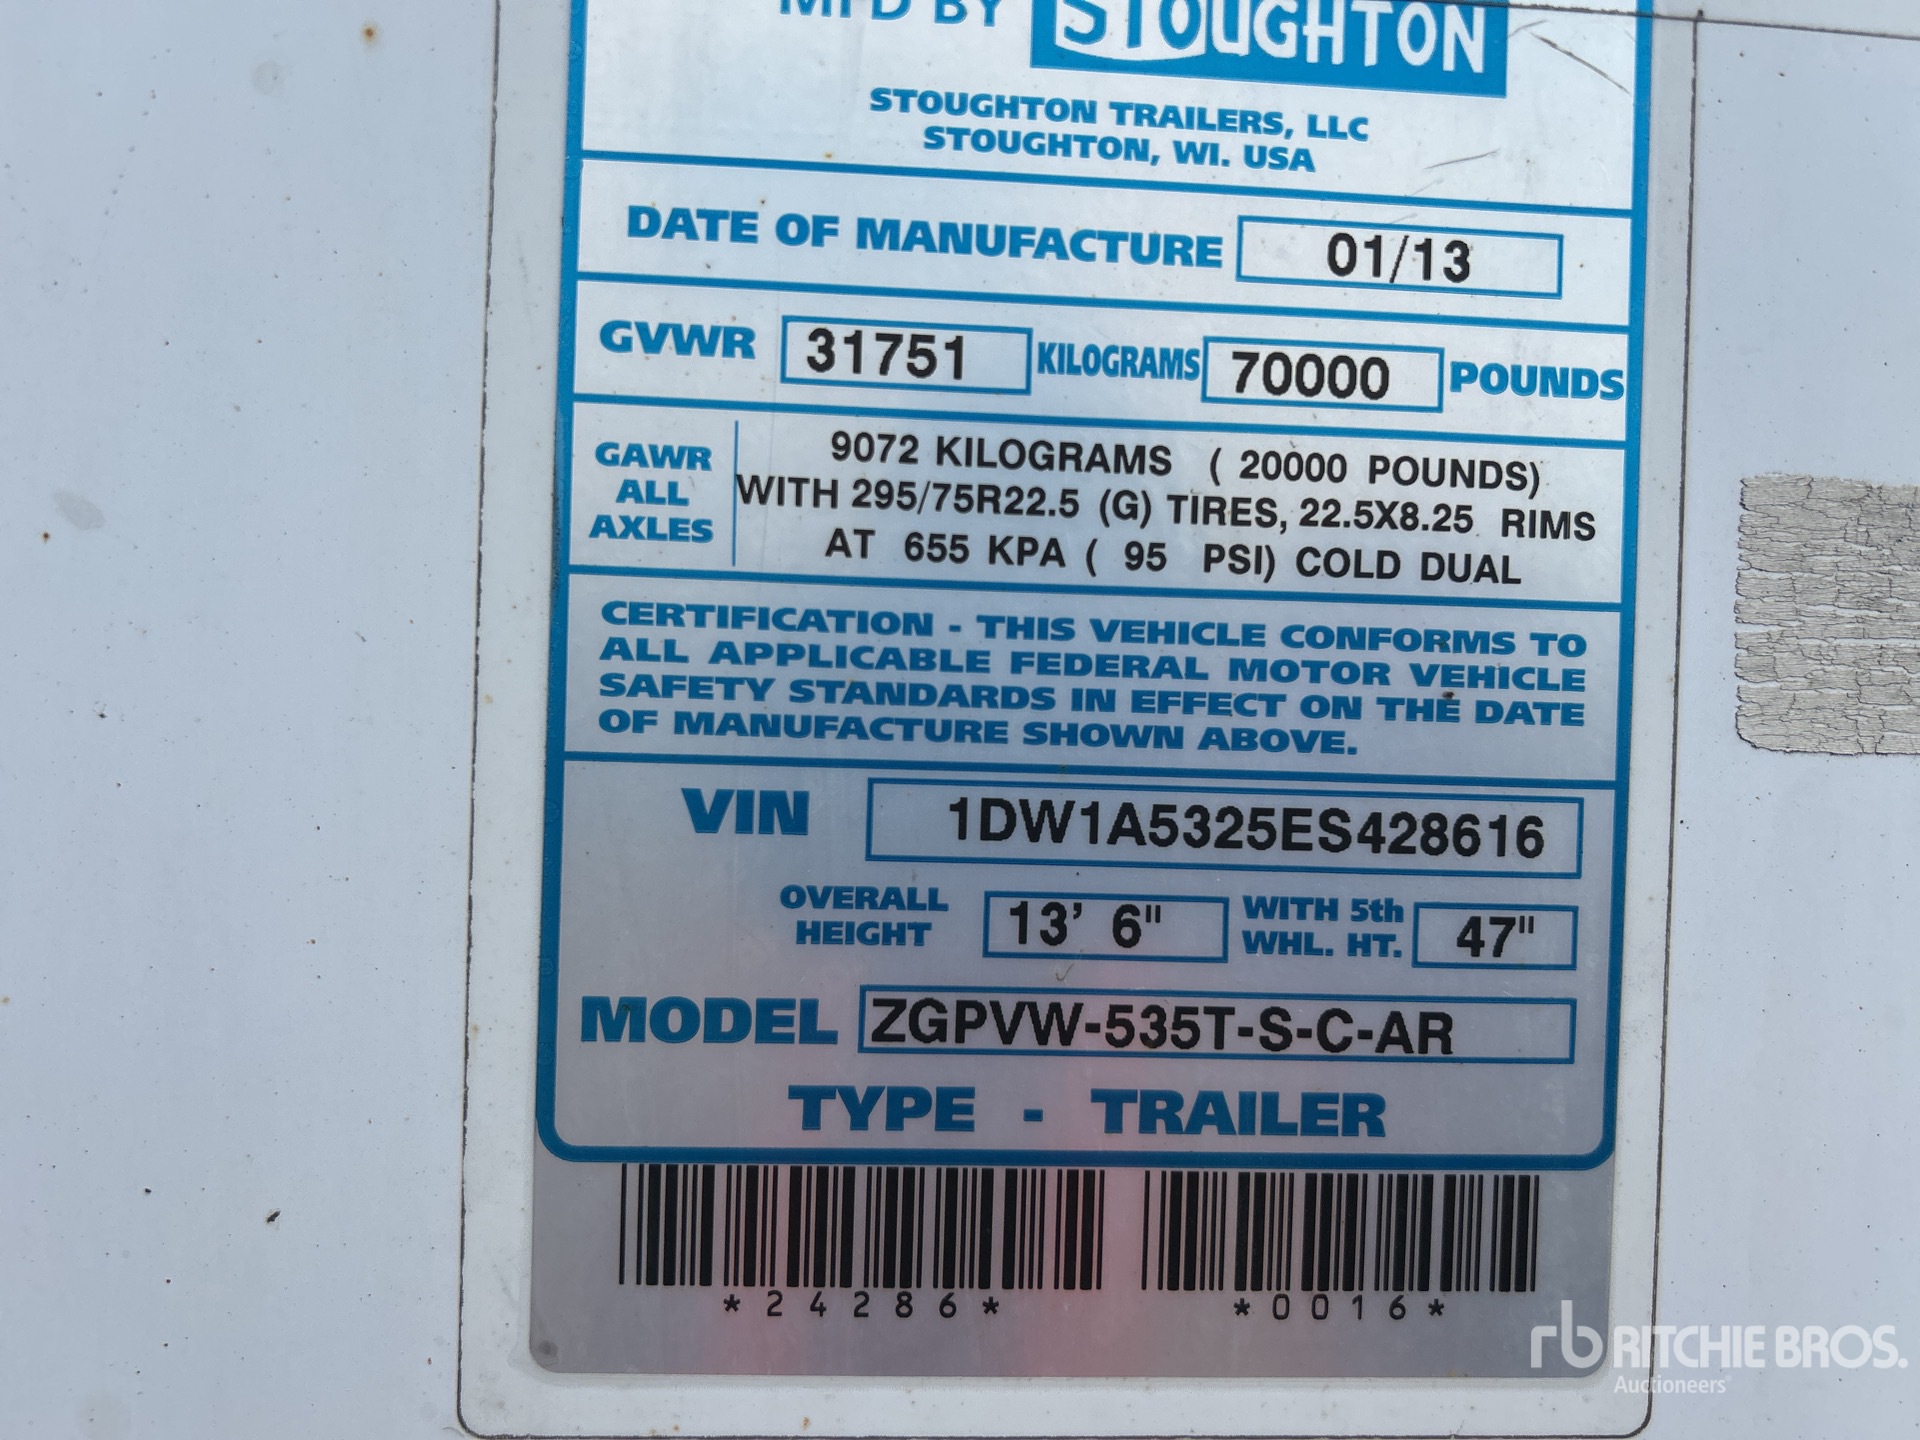 MFD BY STOUGHTON
STOUGHTON TRAILERS, LLC
STOUGHTON, WI. USA
DATE OF MANUFACTURE 01/13
GVWR 31751 KILOGRAMS 70000 POUNDS
GAWR ALL AXLES
9072 KILOGRAMS ( 20000 POUNDS)
WITH 295/75R22.5 (G) TIRES, 22.5X8.25 RIMS
AT 655 KPA ( 95 PSI) COLD DUAL
CERTIFICATION - THIS VEHICLE CONFORMS TO
ALL APPLICABLE FEDERAL MOTOR VEHICLE
SAFETY STANDARDS IN EFFECT ON THE DATE
OF MANUFACTURE SHOWN ABOVE.
VIN 1DW1A5325ES428616
OVERALL HEIGHT 13' 6" WITH 5th WHL. HT. 47"
MODEL ZGPVW-535T-S-C-AR
TYPE - TRAILER
*24286* *0016*
rb RITCHIE BROS.
Auctioneers